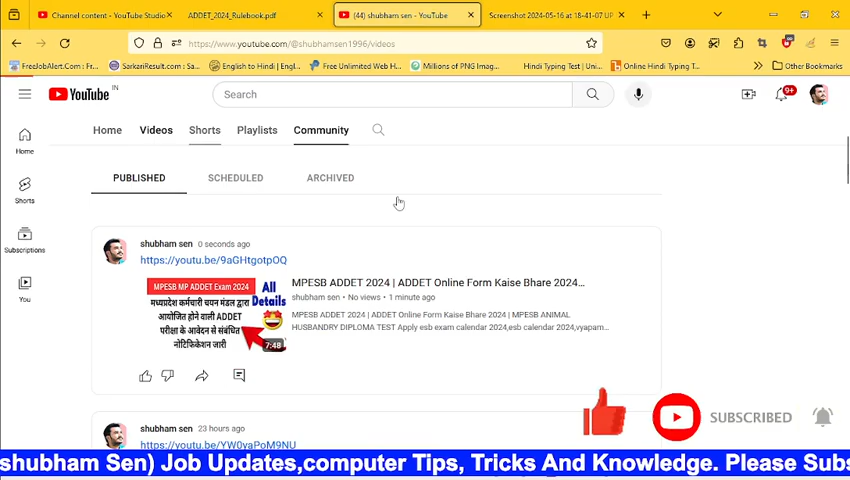 Channel content - YouTube Studio
ADDET_2024_Rulebook.pdf
(44) shubham sen - YouTube
Screenshot 2024-05-16 at 18-41-07 UP
https://www.youtube.com/@shubhamsen1996/videos
FreeJobAlert.Com : Fr...
SarkariResult.com : Sa...
English to Hindi | Engl...
Free Unlimited Web H...
Millions of PNG Imag...
Hindi Typing Test | Uni...
Online Hindi Typing T...
Other Bookmarks
YouTube IN
Search
9+
Home
Videos
Shorts
Playlists
Community
Home
Shorts
Subscriptions
You
PUBLISHED
SCHEDULED
ARCHIVED
shubham sen 0 seconds ago
https://youtu.be/9aGHtgotpOQ
MPESB MP ADDET Exam 2024
मध्यप्रदेश कर्मचारी चयन मंडल द्वारा
आयोजित होने वाली ADDET
परीक्षा के आवेदन से संबंधित
नोटिफिकेशन जारी
All
Details
7:48
MPESB ADDET 2024 | ADDET Online Form Kaise Bhare 2024...
shubham sen • No views • 1 minute ago
MPESB ADDET 2024 | ADDET Online Form Kaise Bhare 2024 | MPESB ANIMAL
HUSBANDRY DIPLOMA TEST Apply esb exam calendar 2024,esb calendar 2024,vyapam...
shubham sen 23 hours ago
https://youtu.be/YW0yaPoM9NU
SUBSCRIBED
(shubham Sen) Job Updates,computer Tips, Tricks And Knowledge. Please Subs